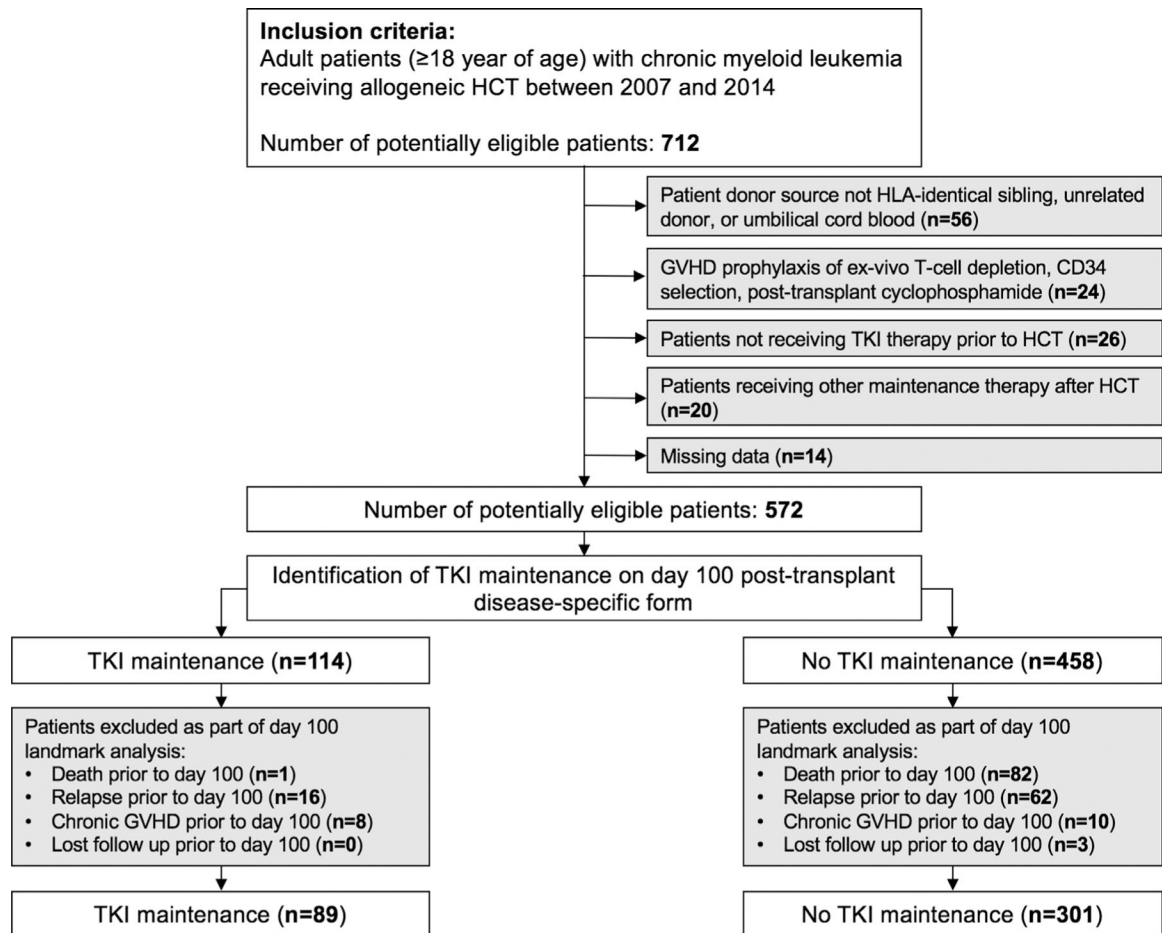 Inclusion criteria:
Adult patients (≥18 year of age) with chronic myeloid leukemia
receiving allogeneic HCT between 2007 and 2014
Number of potentially eligible patients: 712
Patient donor source not HLA-identical sibling, unrelated
donor, or umbilical cord blood (n=56)
GVHD prophylaxis of ex-vivo T-cell depletion, CD34
selection, post-transplant cyclophosphamide (n=24)
Patients not receiving TKI therapy prior to HCT (n=26)
Patients receiving other maintenance therapy after HCT
(n=20)
Missing data (n=14)
Number of potentially eligible patients: 572
Identification of TKI maintenance on day 100 post-transplant
disease-specific form
TKI maintenance (n=114)
Patients excluded as part of day 100
landmark analysis:
• Death prior to day 100 (n=1)
• Relapse prior to day 100 (n=16)
• Chronic GVHD prior to day 100 (n=8)
• Lost follow up prior to day 100 (n=0)
TKI maintenance (n=89)
No TKI maintenance (n=458)
Patients excluded as part of day 100
landmark analysis:
• Death prior to day 100 (n=82)
• Relapse prior to day 100 (n=62)
• Chronic GVHD prior to day 100 (n=10)
• Lost follow up prior to day 100 (n=3)
No TKI maintenance (n=301)